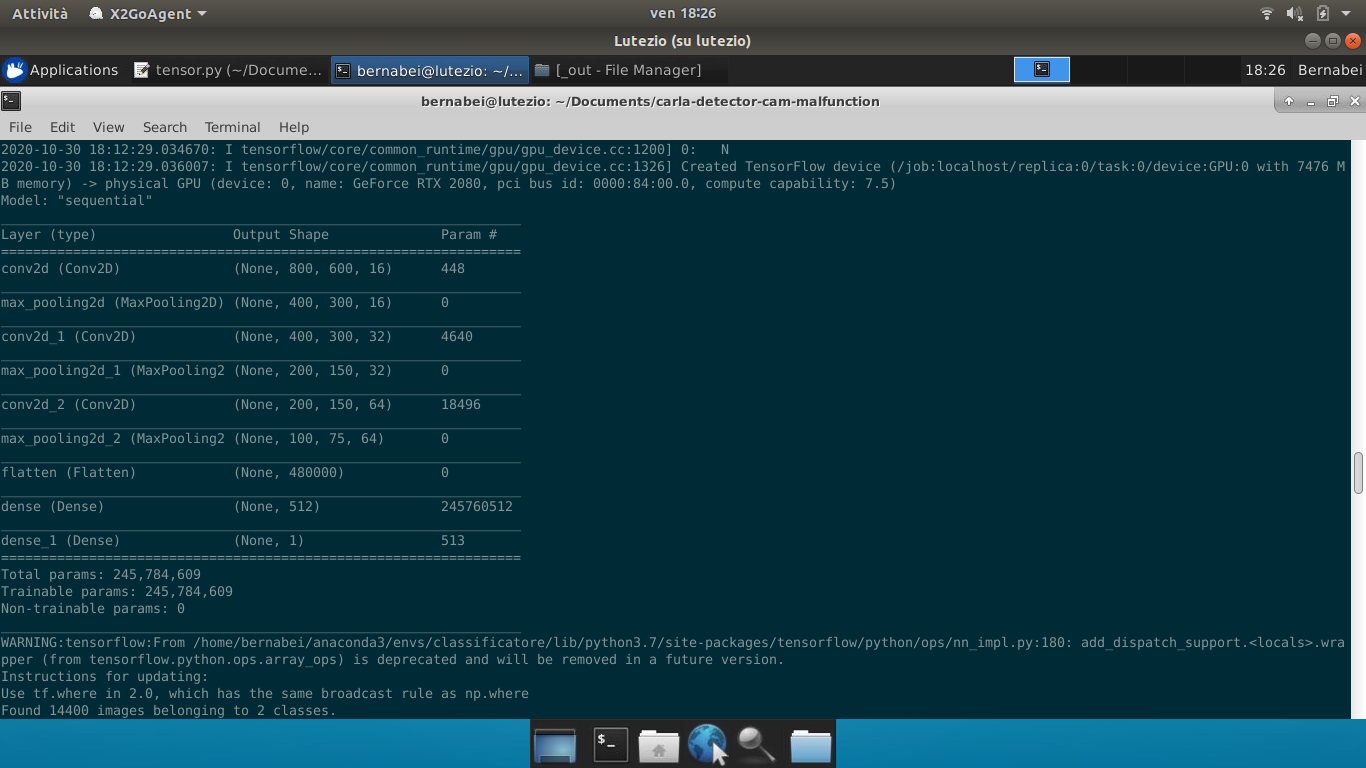 Attività X2GoAgent ven 18:26
Lutezio (su lutezio)
Applications tensor.py (~/Docume... bernabei@lutezio: ~/... [_out - File Manager] 18:26 Bernabei
bernabei@lutezio: ~/Documents/carla-detector-cam-malfunction
File Edit View Search Terminal Help
2020-10-30 18:12:29.034670: I tensorflow/core/common_runtime/gpu/gpu_device.cc:1200] 0:   N
2020-10-30 18:12:29.036007: I tensorflow/core/common_runtime/gpu/gpu_device.cc:1326] Created TensorFlow device (/job:localhost/replica:0/task:0/device:GPU:0 with 7476 M
B memory) -> physical GPU (device: 0, name: GeForce RTX 2080, pci bus id: 0000:84:00.0, compute capability: 7.5)
Model: "sequential"
_________________________________________________________________
Layer (type)                 Output Shape              Param #
=================================================================
conv2d (Conv2D)              (None, 800, 600, 16)      448
_________________________________________________________________
max_pooling2d (MaxPooling2D) (None, 400, 300, 16)      0
_________________________________________________________________
conv2d_1 (Conv2D)            (None, 400, 300, 32)      4640
_________________________________________________________________
max_pooling2d_1 (MaxPooling2 (None, 200, 150, 32)      0
_________________________________________________________________
conv2d_2 (Conv2D)            (None, 200, 150, 64)      18496
_________________________________________________________________
max_pooling2d_2 (MaxPooling2 (None, 100, 75, 64)       0
_________________________________________________________________
flatten (Flatten)            (None, 480000)            0
_________________________________________________________________
dense (Dense)                (None, 512)               245760512
_________________________________________________________________
dense_1 (Dense)              (None, 1)                 513
=================================================================
Total params: 245,784,609
Trainable params: 245,784,609
Non-trainable params: 0
_________________________________________________________________
WARNING:tensorflow:From /home/bernabei/anaconda3/envs/classificatore/lib/python3.7/site-packages/tensorflow/python/ops/nn_impl.py:180: add_dispatch_support.<locals>.wra
pper (from tensorflow.python.ops.array_ops) is deprecated and will be removed in a future version.
Instructions for updating:
Use tf.where in 2.0, which has the same broadcast rule as np.where
Found 14400 images belonging to 2 classes.